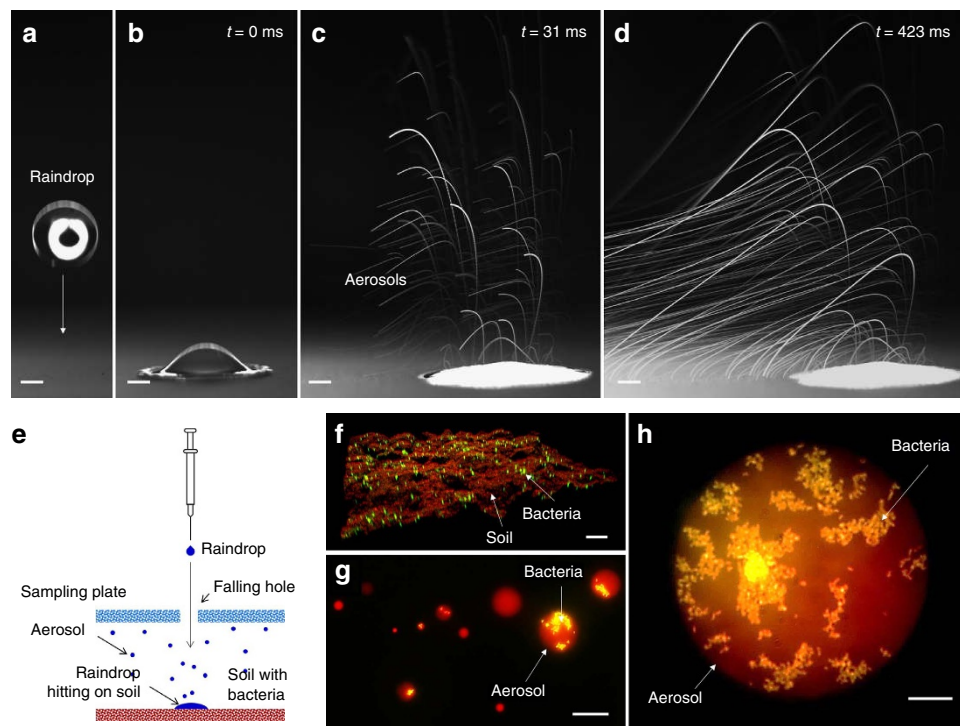 a
Raindrop
b
t = 0 ms
c
t = 31 ms
Aerosols
d
t = 423 ms
e
Raindrop
Sampling plate
Falling hole
Aerosol
Raindrop
hitting on soil
Soil with
bacteria
f
Bacteria
Soil
g
Bacteria
Aerosol
h
Bacteria
Aerosol